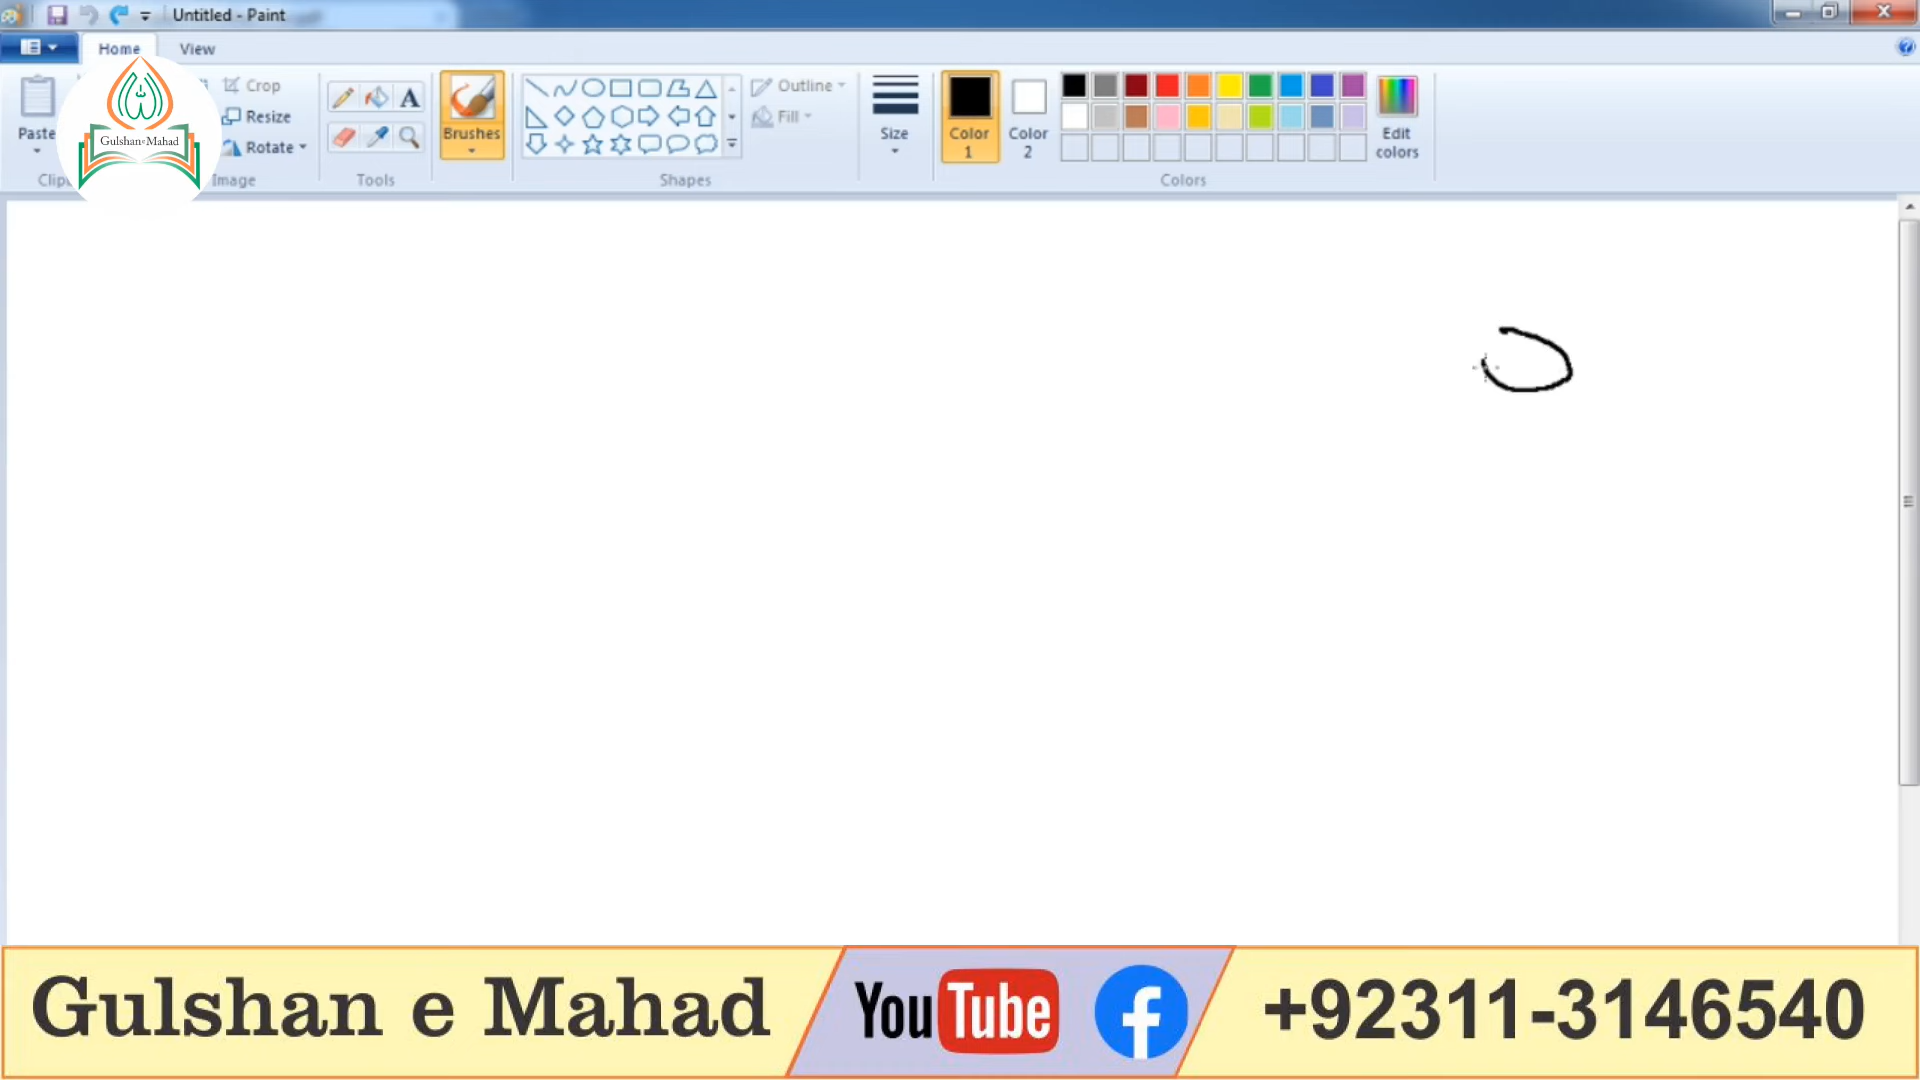 Untitled - Paint
Home View
Paste
Crop
Resize
Rotate
Image
Tools
Brushes
Shapes
Outline
Fill
Size
Color 1
Color 2
Edit colors
Colors
Gulshan e Mahad
Gulshan e Mahad
YouTube
f
+92311-3146540